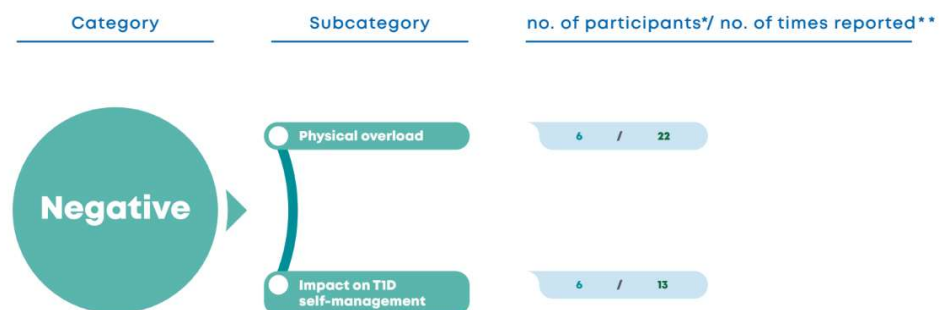 Category Subcategory no. of participants*/ no. of times reported**
Physical overload 6 / 22
Negative
Impact on T1D 6 / 13
self-management